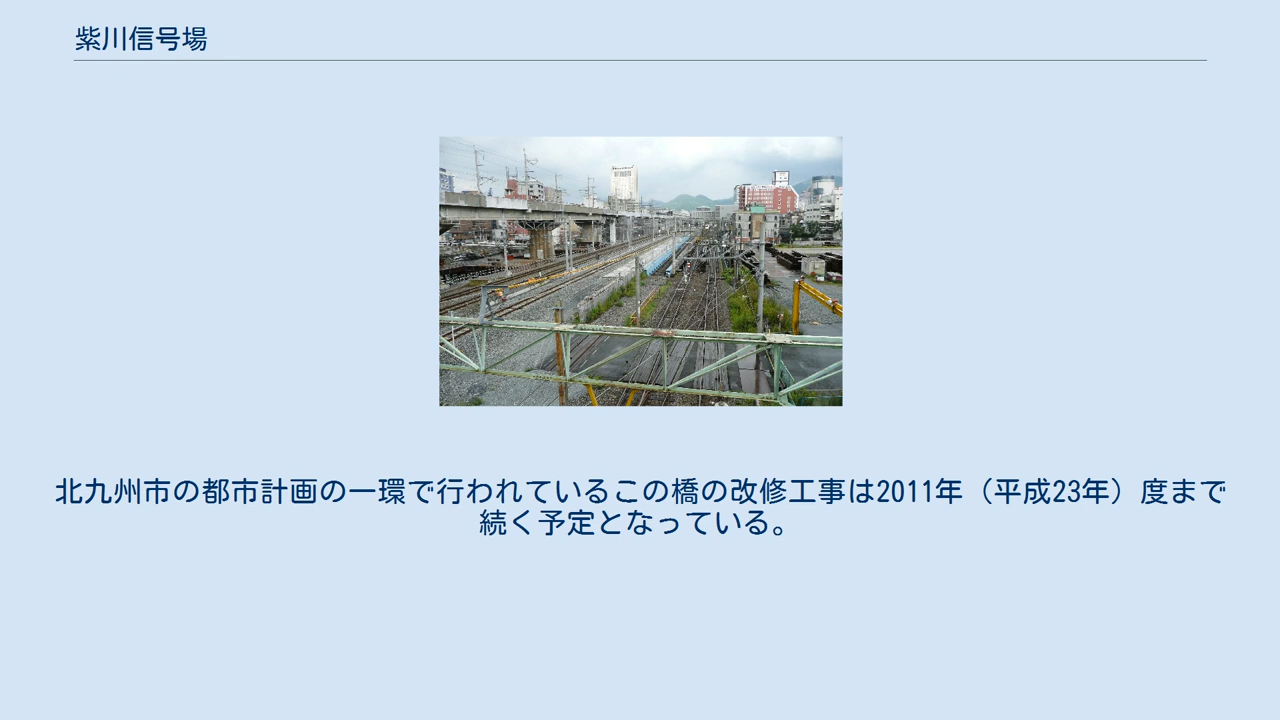 紫川信号場
北九州市の都市計画の一環で行われているこの橋の改修工事は2011年（平成23年）度まで
続く予定となっている。